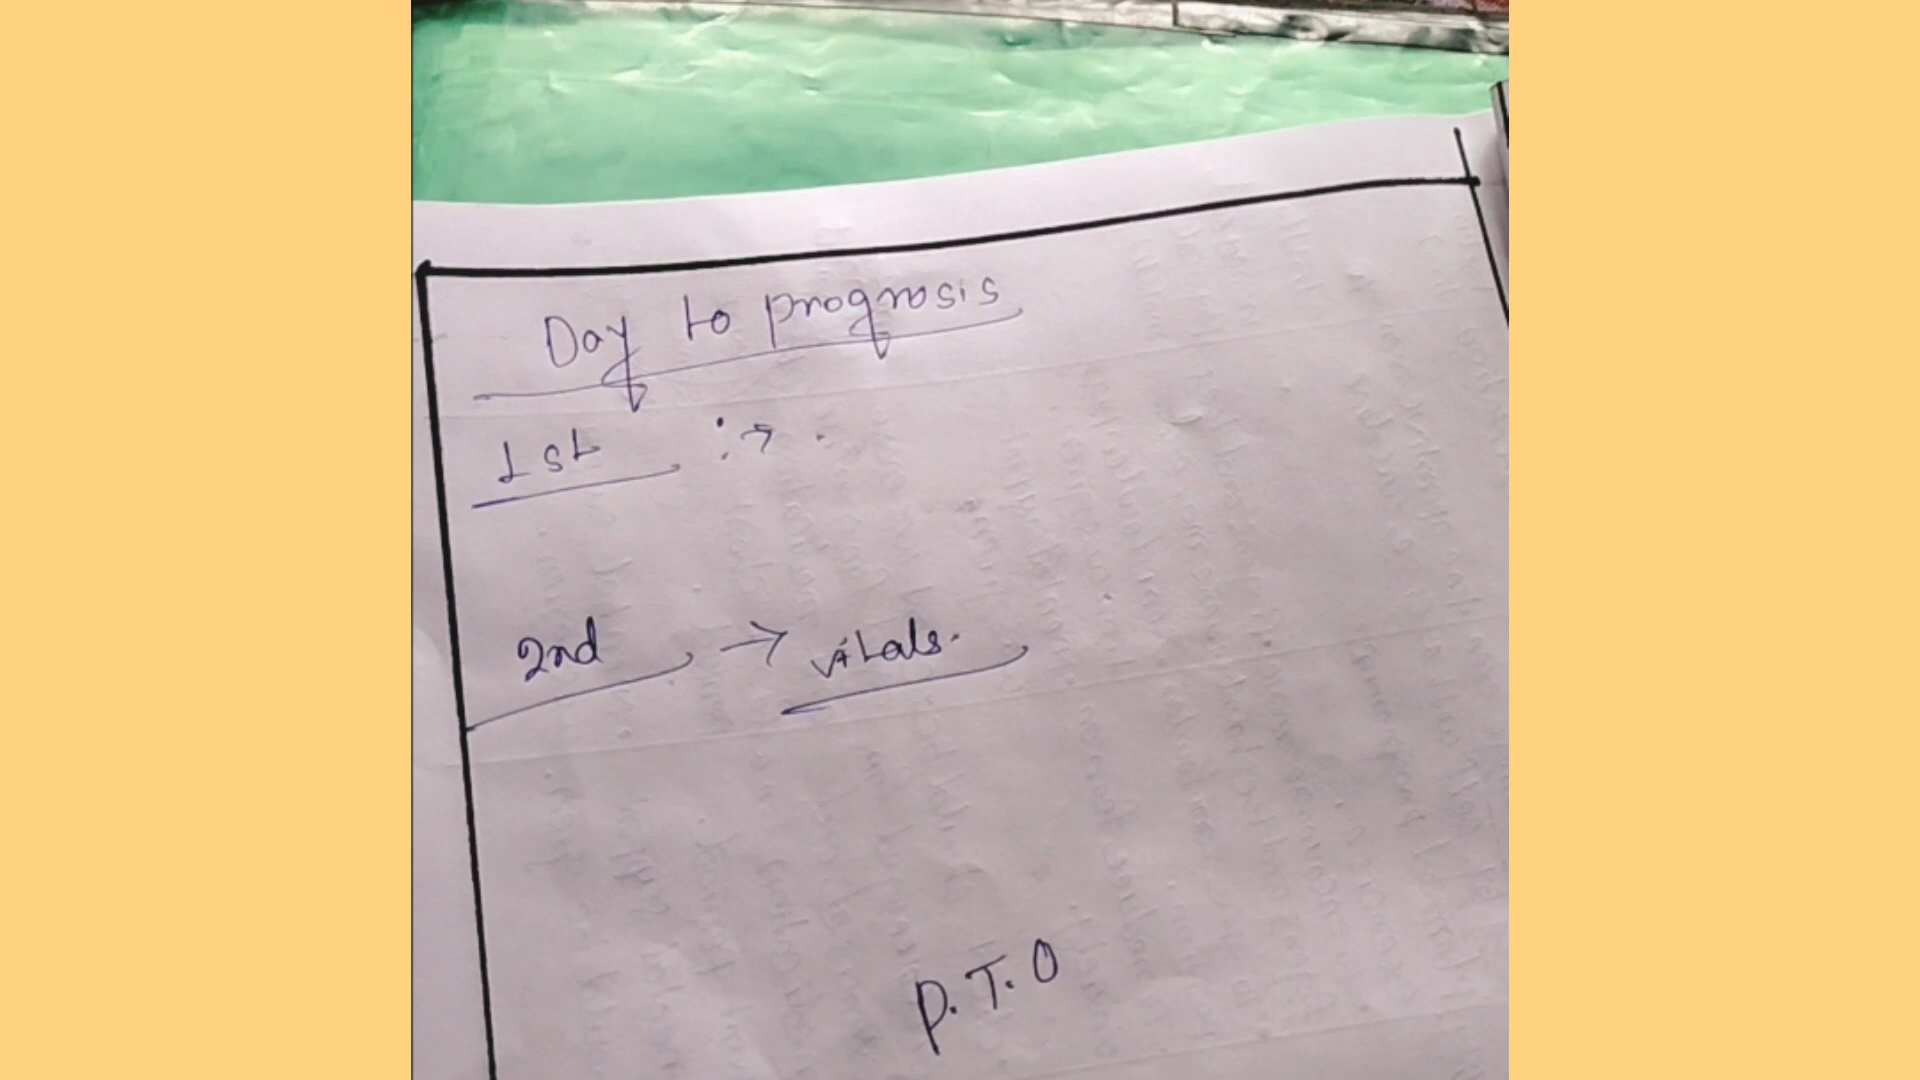 Day to prognosis
1st :→ .
2nd → vitals.
P.T.O